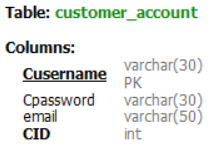 Table: customer_account
Columns:
Cusername varchar(30)
PK
Cpassword varchar(30)
email varchar(50)
CID int